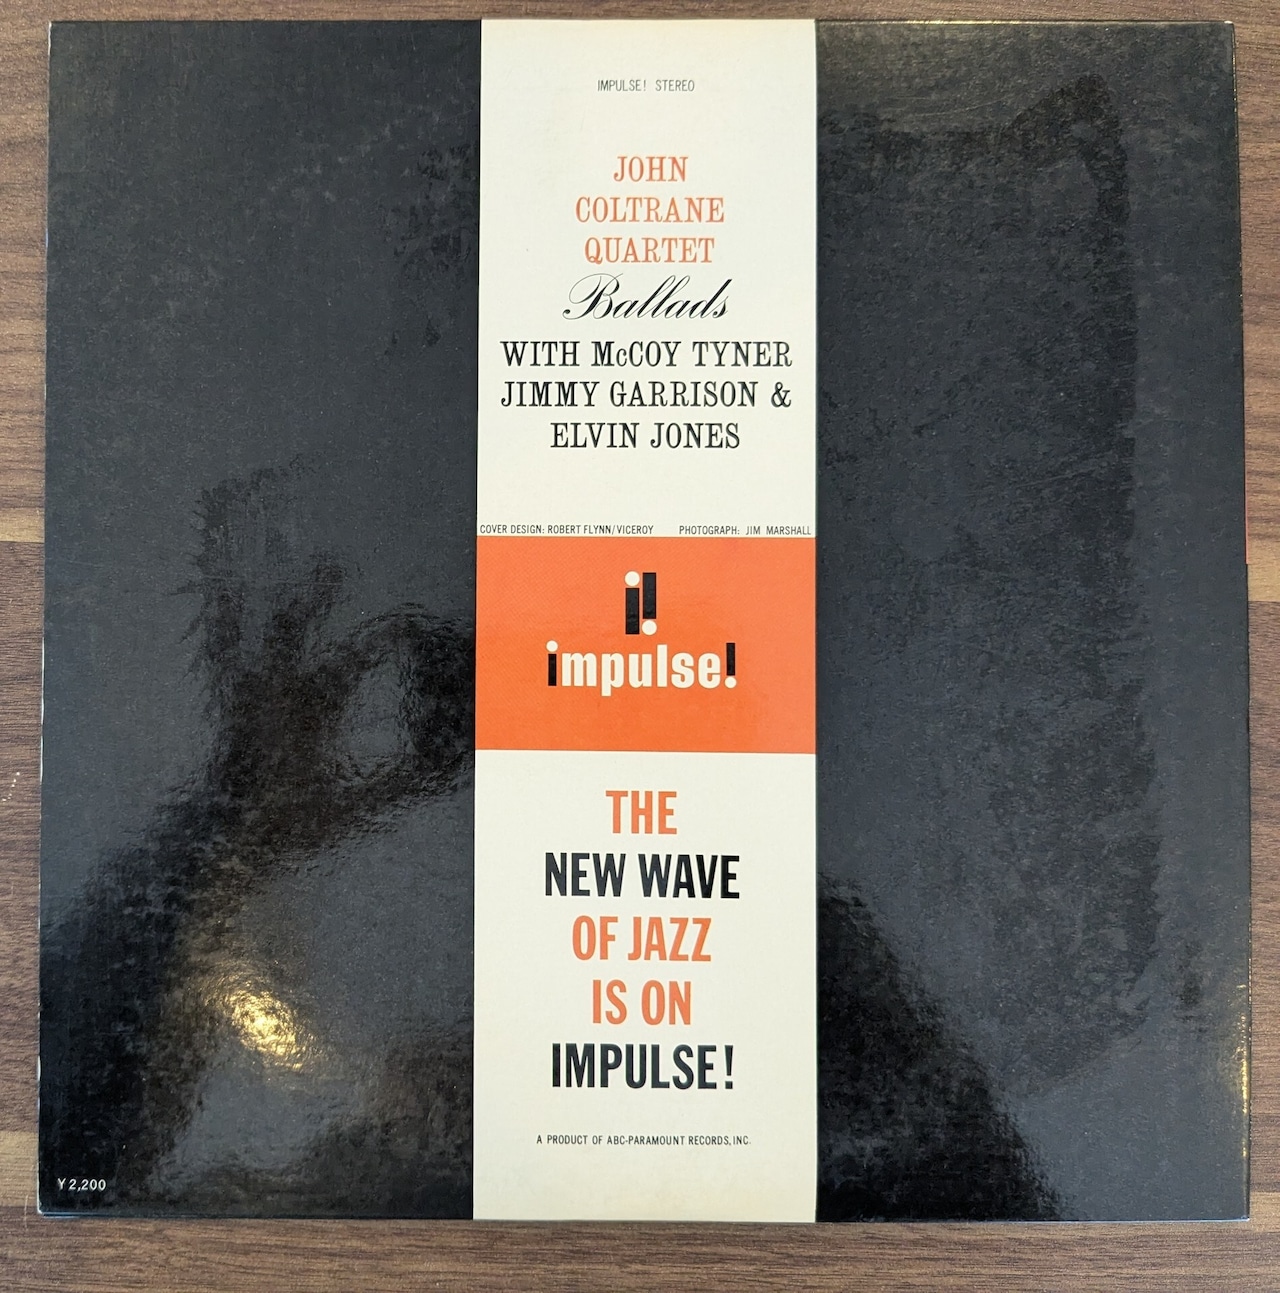 IMPULSE! STEREO
JOHN
COLTRANE
QUARTET
Ballads
WITH McCOY TYNER
JIMMY GARRISON &
ELVIN JONES
COVER DESIGN: ROBERT FLYNN/VICEROY PHOTOGRAPH: JIM MARSHALL
i!
impulse!
THE
NEW WAVE
OF JAZZ
IS ON
IMPULSE!
A PRODUCT OF ABC-PARAMOUNT RECORDS, INC.
Y 2,200